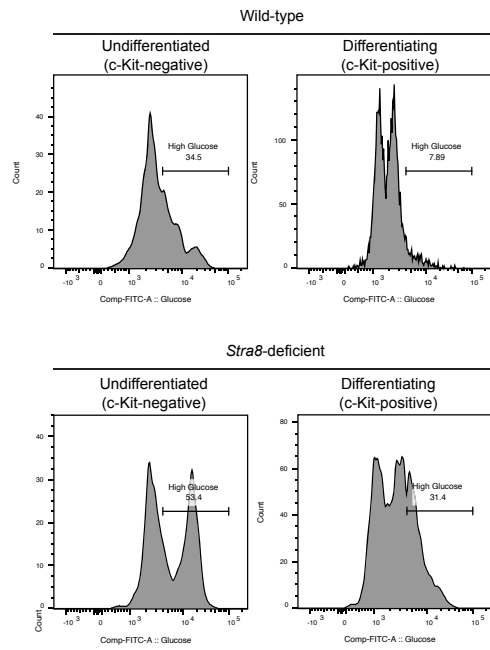 Wild-type
Undifferentiated
(c-Kit-negative)
Differentiating
(c-Kit-positive)
40
30
20
10
0
Count
High Glucose
34.5
-10 3 0 10 3 10 4 10 5
Comp-FITC-A :: Glucose
100
50
0
Count
High Glucose
7.89
-10 3 0 10 3 10 4 10 5
Comp-FITC-A :: Glucose
Stra8-deficient
Undifferentiated
(c-Kit-negative)
Differentiating
(c-Kit-positive)
40
30
20
10
0
Count
High Glucose
53.4
-10 3 0 10 3 10 4 10 5
Comp-FITC-A :: Glucose
80
60
40
20
0
Count
High Glucose
31.4
-10 3 0 10 3 10 4 10 5
Comp-FITC-A :: Glucose